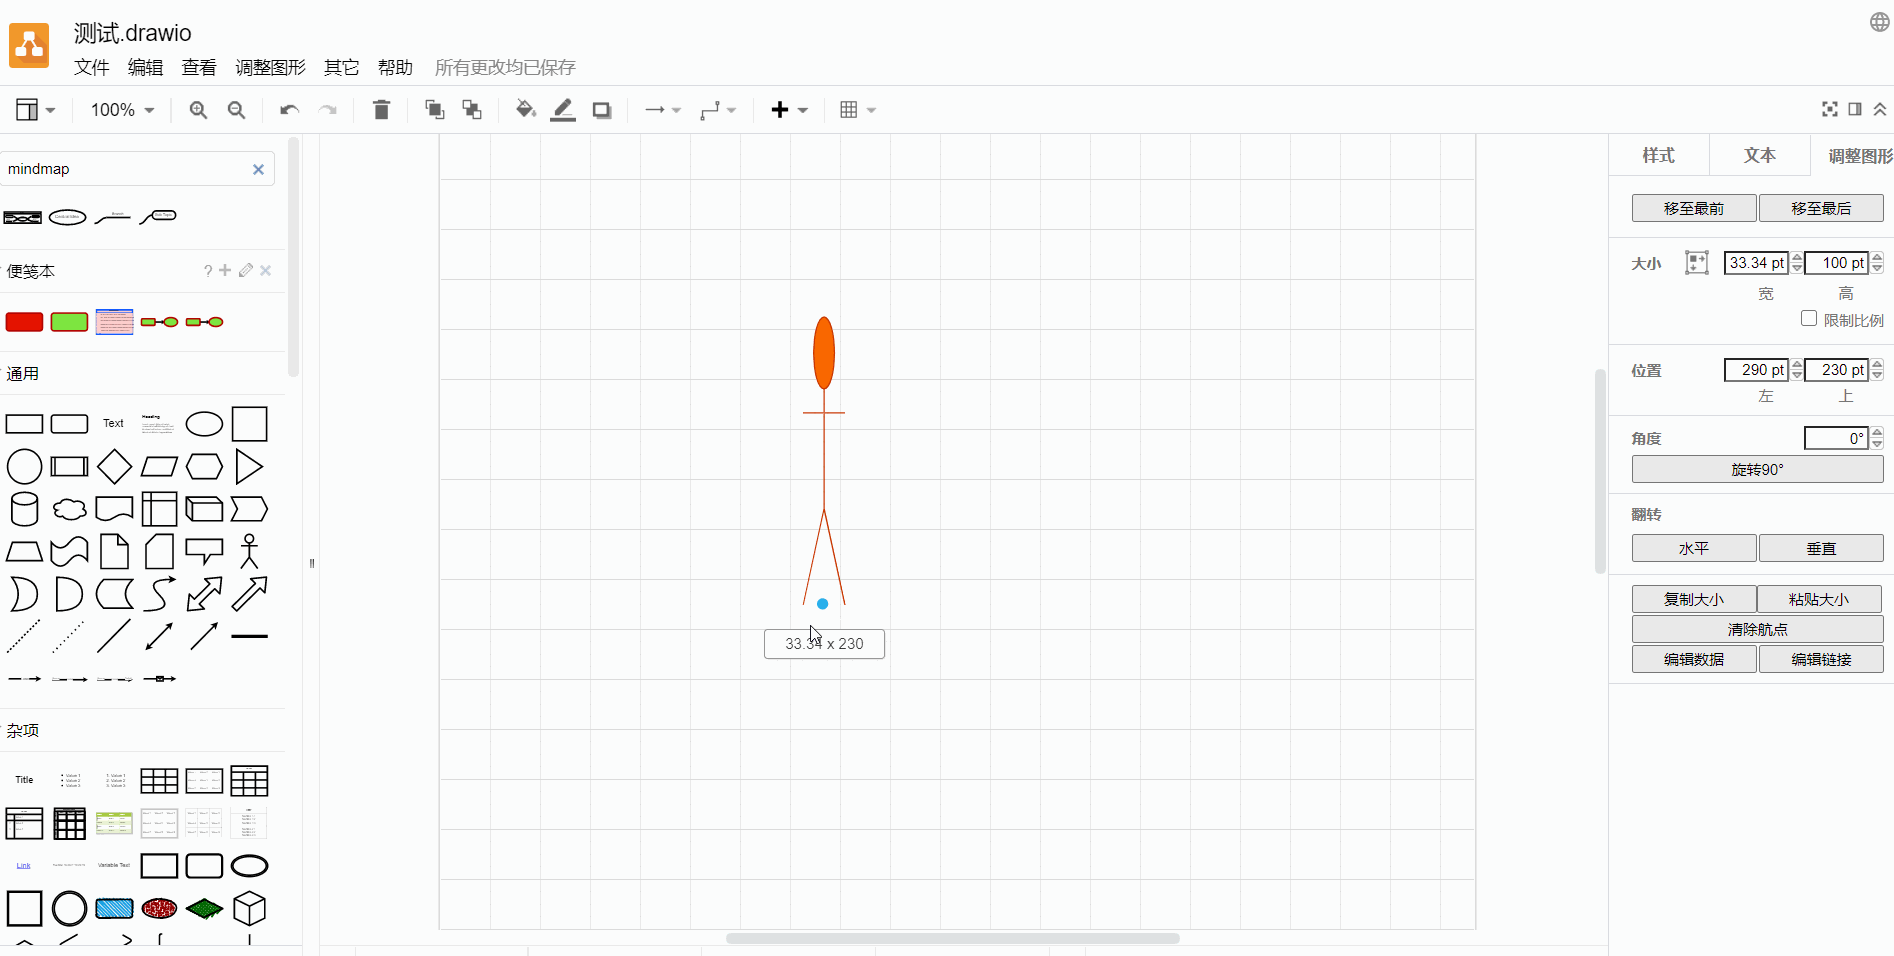 测试.drawio
文件 编辑 查看 调整图形 其它 帮助 所有更改均已保存
100%
mindmap
便笺本
?
通用
Text
Heading
杂项
Title
Link
Variable Text
33.34 x 230
样式 文本 调整图形
移至最前 移至最后
大小 33.34 pt 100 pt
宽 高
限制比例
位置 290 pt 230 pt
左 上
角度 0°
旋转90°
翻转
水平 垂直
复制大小 粘贴大小
清除航点
编辑数据 编辑链接